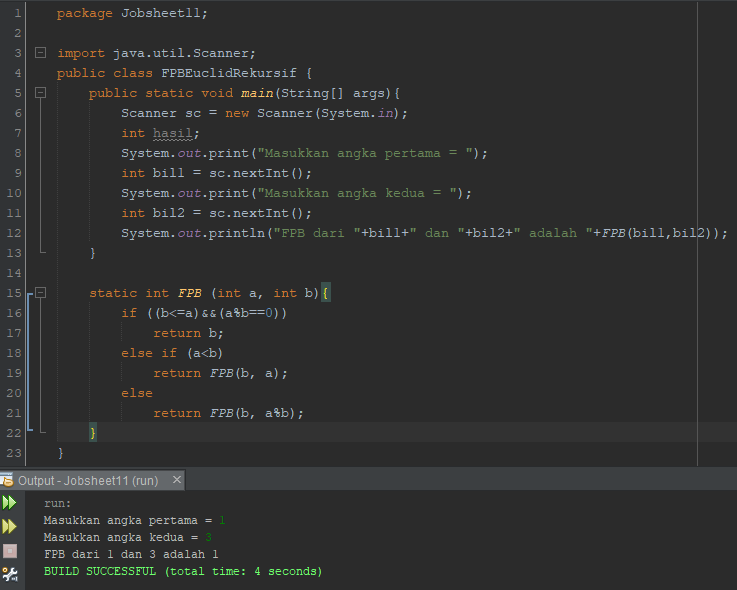 1 package Jobsheet11;
2
3 import java.util.Scanner;
4 public class FPBEuclidRekursif {
5 public static void main(String[] args){
6 Scanner sc = new Scanner(System.in);
7 int hasil;
8 System.out.print("Masukkan angka pertama = ");
9 int bil1 = sc.nextInt();
10 System.out.print("Masukkan angka kedua = ");
11 int bil2 = sc.nextInt();
12 System.out.println("FPB dari "+bil1+" dan "+bil2+" adalah "+FPB(bil1,bil2));
13 }
14
15 static int FPB (int a, int b){
16 if ((b<=a)&&(a%b==0))
17 return b;
18 else if (a<b)
19 return FPB(b, a);
20 else
21 return FPB(b, a%b);
22 }
23 }
Output - Jobsheet11 (run)
run:
Masukkan angka pertama = 1
Masukkan angka kedua = 3
FPB dari 1 dan 3 adalah 1
BUILD SUCCESSFUL (total time: 4 seconds)